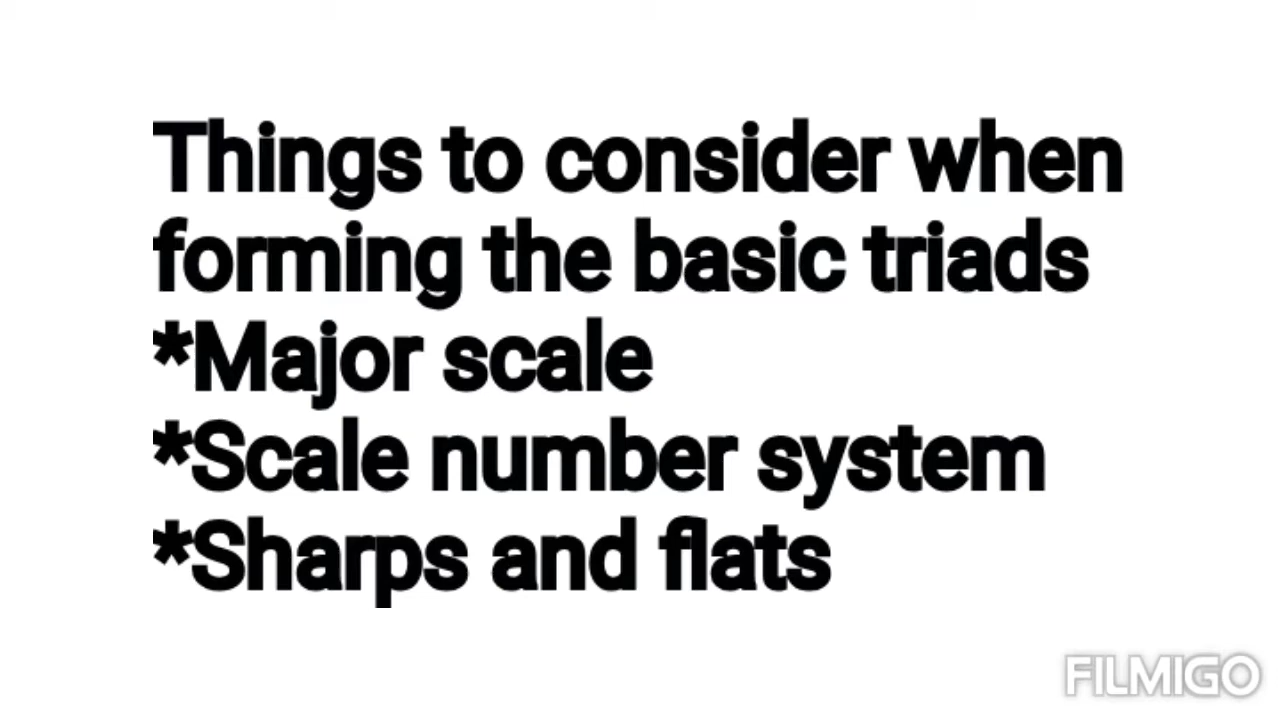 Things to consider when
forming the basic triads
*Major scale
*Scale number system
*Sharps and flats
FILMIGO